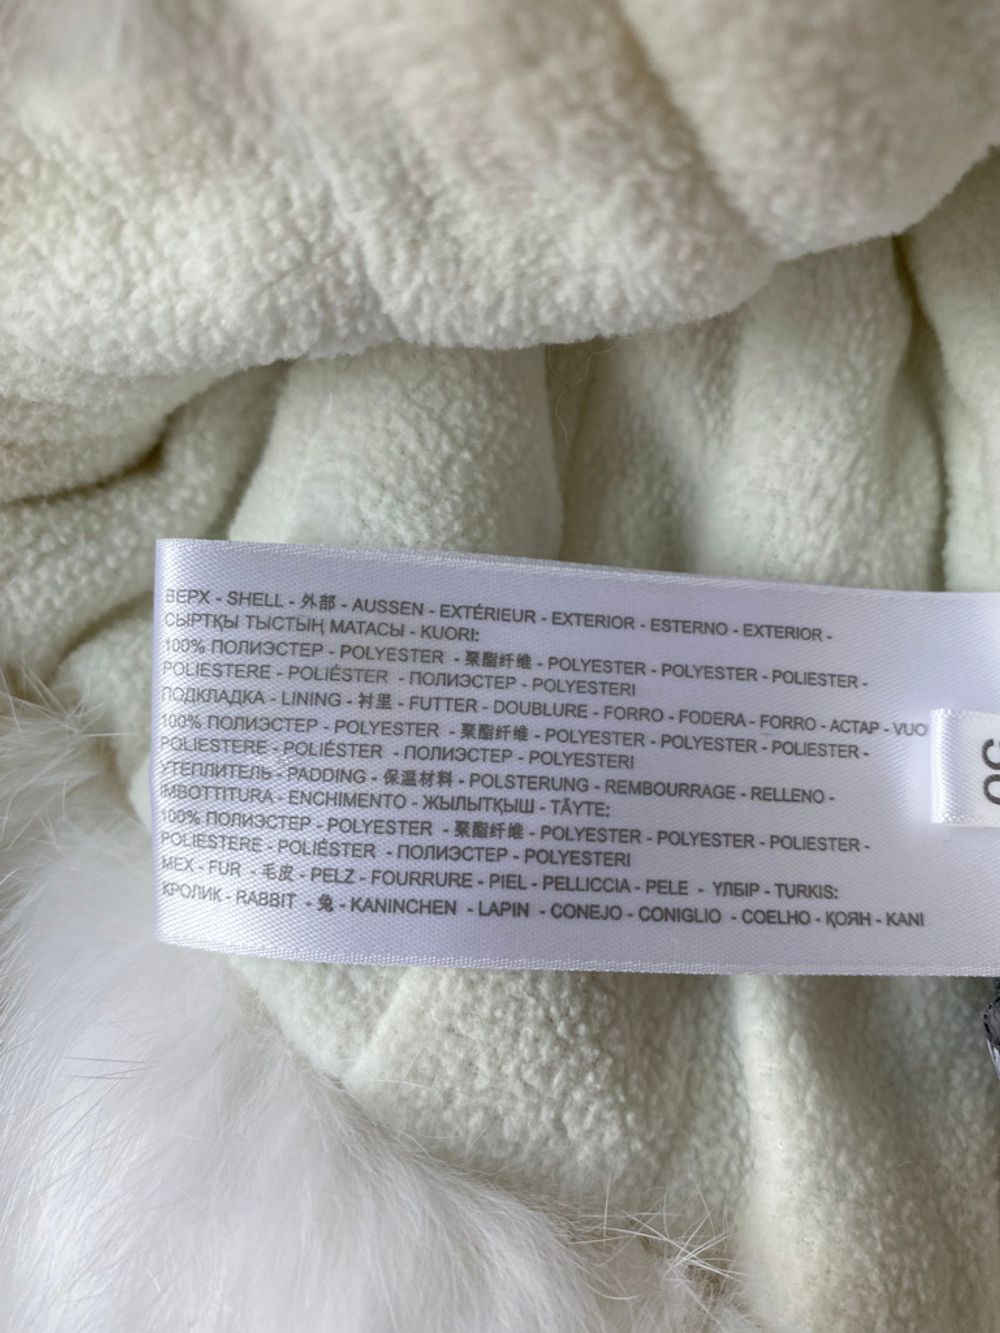 ВЕРХ - SHELL - 外部 - AUSSEN - EXTÉRIEUR - EXTERIOR - ESTERNO - EXTERIOR -
СЫРТҚЫ ТЫСТЫҢ МАТАСЫ - KUORI:
100% ПОЛИЭСТЕР - POLYESTER - 聚酯纤维 - POLYESTER - POLYESTER - POLIESTER -
POLIESTERE - POLIÉSTER - ПОЛИЭСТЕР - POLYESTERI
ПОДКЛАДКА - LINING - 衬里 - FUTTER - DOUBLURE - FORRO - FODERA - FORRO - АСТАР - VUO
100% ПОЛИЭСТЕР - POLYESTER - 聚酯纤维 - POLYESTER - POLYESTER - POLIESTER -
POLIESTERE - POLIÉSTER - ПОЛИЭСТЕР - POLYESTERI
УТЕПЛИТЕЛЬ - PADDING - 保温材料 - POLSTERUNG - REMBOURRAGE - RELLENO -
IMBOTTITURA - ENCHIMENTO - ЖЫЛЫТҚЫШ - TÄYTE:
100% ПОЛИЭСТЕР - POLYESTER - 聚酯纤维 - POLYESTER - POLYESTER - POLIESTER -
POLIESTERE - POLIÉSTER - ПОЛИЭСТЕР - POLYESTERI
МЕХ - FUR - 毛皮 - PELZ - FOURRURE - PIEL - PELLICCIA - PELE - ҮЛБІР - TURKIS:
КРОЛИК - RABBIT - 兔 - KANINCHEN - LAPIN - CONEJO - CONIGLIO - COELHO - ҚОЯН - KANI